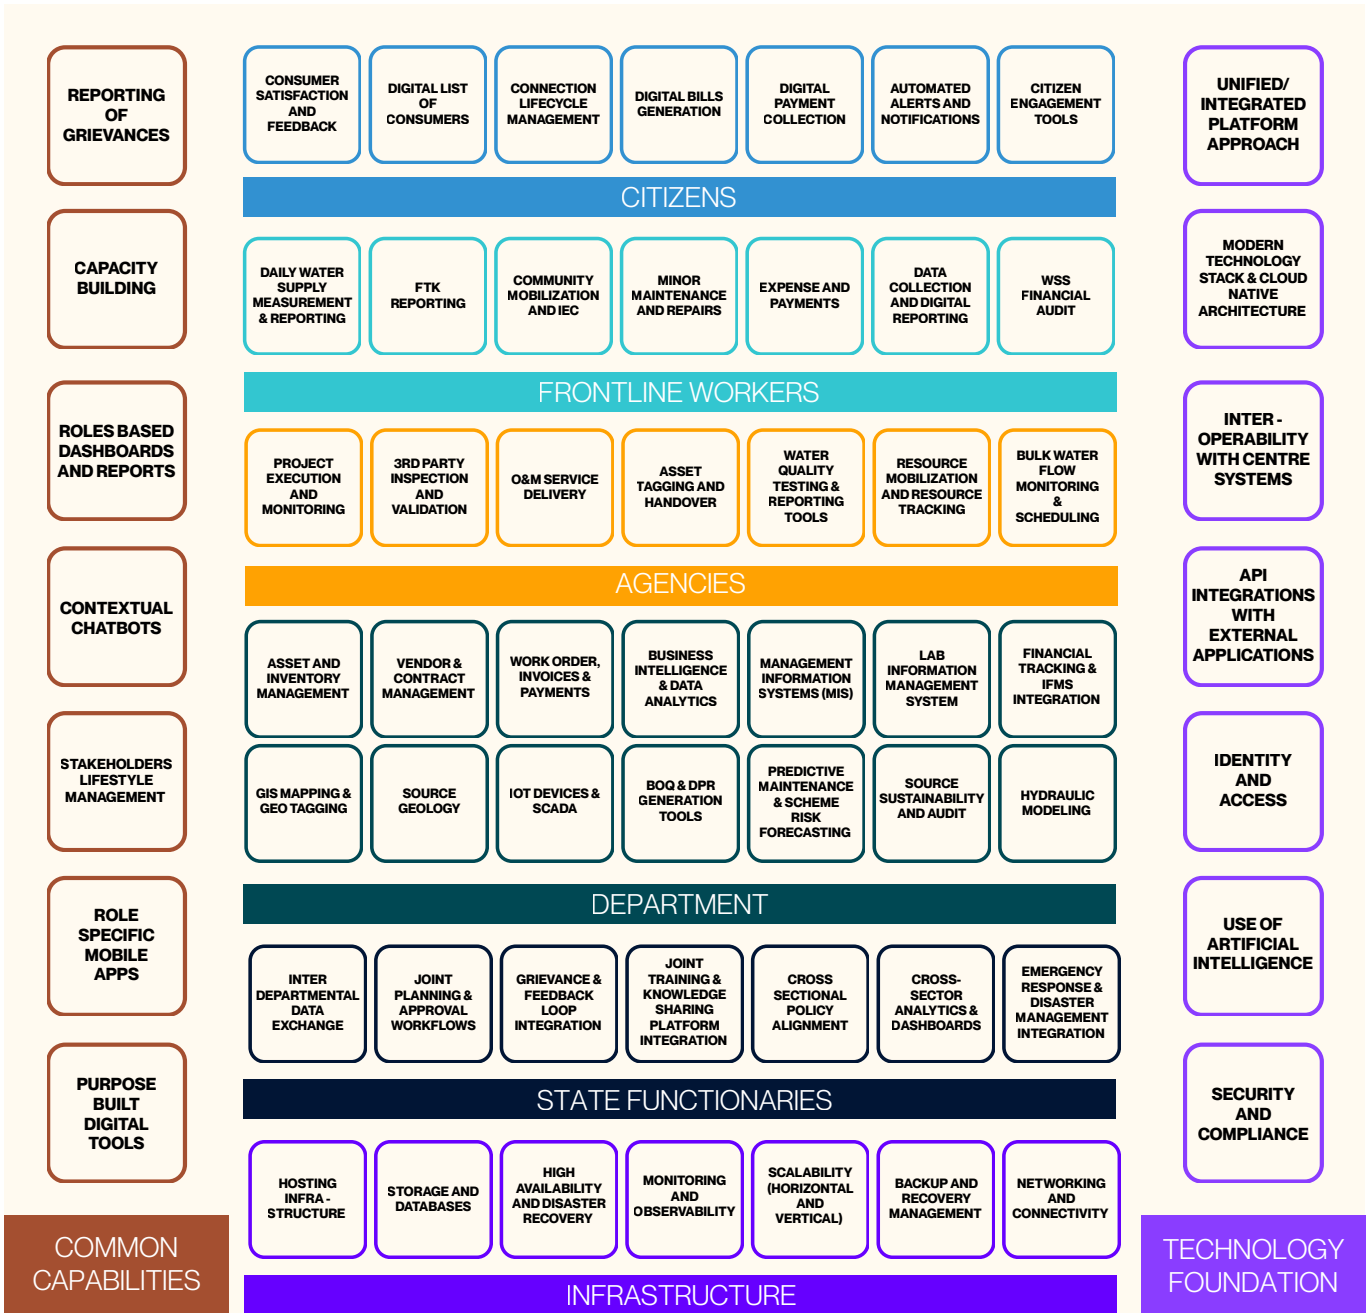 REPORTING
OF
GRIEVANCES
CAPACITY
BUILDING
ROLES BASED
DASHBOARDS
AND REPORTS
CONTEXTUAL
CHATBOTS
STAKEHOLDERS
LIFESTYLE
MANAGEMENT
ROLE
SPECIFIC
MOBILE
APPS
PURPOSE
BUILT
DIGITAL
TOOLS
COMMON
CAPABILITIES
CONSUMER
SATISFACTION
AND
FEEDBACK
DIGITAL LIST
OF
CONSUMERS
CONNECTION
LIFECYCLE
MANAGEMENT
DIGITAL BILLS
GENERATION
DIGITAL
PAYMENT
COLLECTION
AUTOMATED
ALERTS AND
NOTIFICATIONS
CITIZEN
ENGAGEMENT
TOOLS
CITIZENS
DAILY WATER
SUPPLY
MEASUREMENT
& REPORTING
FTK
REPORTING
COMMUNITY
MOBILIZATION
AND IEC
MINOR
MAINTENANCE
AND REPAIRS
EXPENSE AND
PAYMENTS
DATA
COLLECTION
AND DIGITAL
REPORTING
WSS
FINANCIAL
AUDIT
FRONTLINE WORKERS
PROJECT
EXECUTION
AND
MONITORING
3RD PARTY
INSPECTION
AND
VALIDATION
O&M SERVICE
DELIVERY
ASSET
TAGGING AND
HANDOVER
WATER
QUALITY
TESTING &
REPORTING
TOOLS
RESOURCE
MOBILIZATION
AND RESOURCE
TRACKING
BULK WATER
FLOW
MONITORING
&
SCHEDULING
AGENCIES
ASSET AND
INVENTORY
MANAGEMENT
VENDOR &
CONTRACT
MANAGEMENT
WORK ORDER,
INVOICES &
PAYMENTS
BUSINESS
INTELLIGENCE
& DATA
ANALYTICS
MANAGEMENT
INFORMATION
SYSTEMS (MIS)
LAB
INFORMATION
MANAGEMENT
SYSTEM
FINANCIAL
TRACKING &
IFMS
INTEGRATION
GIS MAPPING &
GEO TAGGING
SOURCE
GEOLOGY
IOT DEVICES &
SCADA
BOQ & DPR
GENERATION
TOOLS
PREDICTIVE
MAINTENANCE
& SCHEME
RISK
FORECASTING
SOURCE
SUSTAINABILITY
AND AUDIT
HYDRAULIC
MODELING
DEPARTMENT
INTER
DEPARTMENTAL
DATA
EXCHANGE
JOINT
PLANNING &
APPROVAL
WORKFLOWS
GRIEVANCE &
FEEDBACK
LOOP
INTEGRATION
JOINT
TRAINING &
KNOWLEDGE
SHARING
PLATFORM
INTEGRATION
CROSS
SECTIONAL
POLICY
ALIGNMENT
CROSS-
SECTOR
ANALYTICS &
DASHBOARDS
EMERGENCY
RESPONSE &
DISASTER
MANAGEMENT
INTEGRATION
STATE FUNCTIONARIES
HOSTING
INFRA -
STRUCTURE
STORAGE AND
DATABASES
HIGH
AVAILABILITY
AND DISASTER
RECOVERY
MONITORING
AND
OBSERVABILITY
SCALABILITY
(HORIZONTAL
AND
VERTICAL)
BACKUP AND
RECOVERY
MANAGEMENT
NETWORKING
AND
CONNECTIVITY
INFRASTRUCTURE
UNIFIED/
INTEGRATED
PLATFORM
APPROACH
MODERN
TECHNOLOGY
STACK & CLOUD
NATIVE
ARCHITECTURE
INTER -
OPERABILITY
WITH CENTRE
SYSTEMS
API
INTEGRATIONS
WITH
EXTERNAL
APPLICATIONS
IDENTITY
AND
ACCESS
USE OF
ARTIFICIAL
INTELLIGENCE
SECURITY
AND
COMPLIANCE
TECHNOLOGY
FOUNDATION